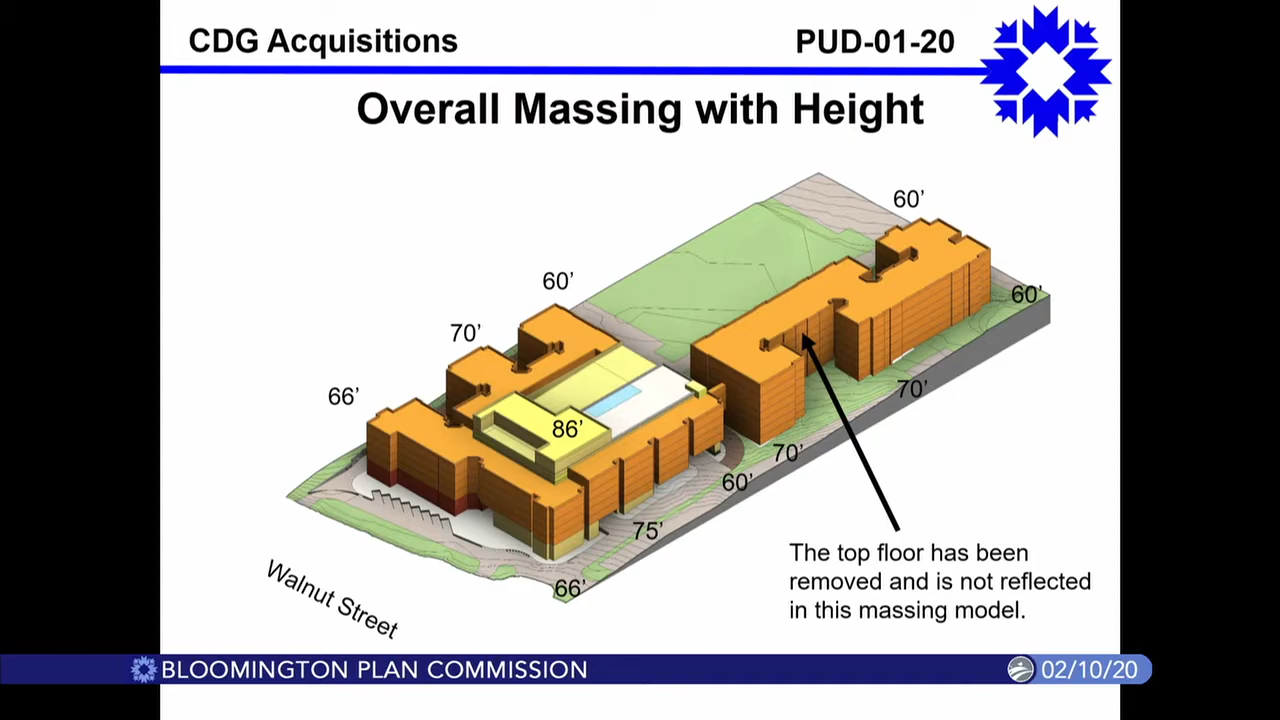 CDG Acquisitions
PUD-01-20
Overall Massing with Height
60’
60’
60’
70’
66’
86’
70’
70’
60’
75’
66’
Walnut Street
The top floor has been
removed and is not reflected
in this massing model.
BLOOMINGTON PLAN COMMISSION
02/10/20